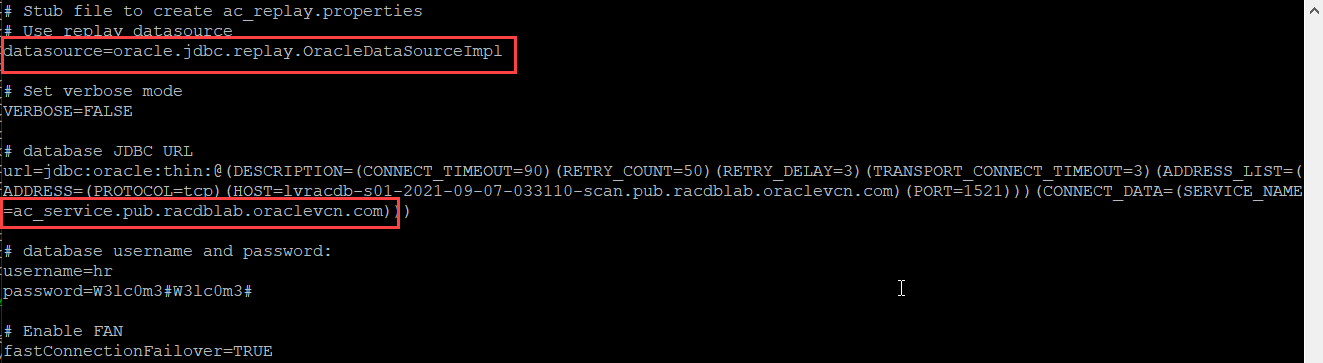 # Stub file to create ac_replay.properties
# Use replay datasource
datasource=oracle.jdbc.replay.OracleDataSourceImpl
# Set verbose mode
VERBOSE=FALSE
# database JDBC URL
url=jdbc:oracle:thin:@(DESCRIPTION=(CONNECT_TIMEOUT=90)(RETRY_COUNT=50)(RETRY_DELAY=3)(TRANSPORT_CONNECT_TIMEOUT=3)(ADDRESS_LIST=(
ADDRESS=(PROTOCOL=tcp)(HOST=lvracdb-s01-2021-09-07-033110-scan.pub.racdblab.oraclevcn.com)(PORT=1521)))(CONNECT_DATA=(SERVICE_NAME
=ac_service.pub.racdblab.oraclevcn.com)))
# database username and password:
username=hr
password=W3lc0m3#W3lc0m3#
# Enable FAN
fastConnectionFailover=TRUE